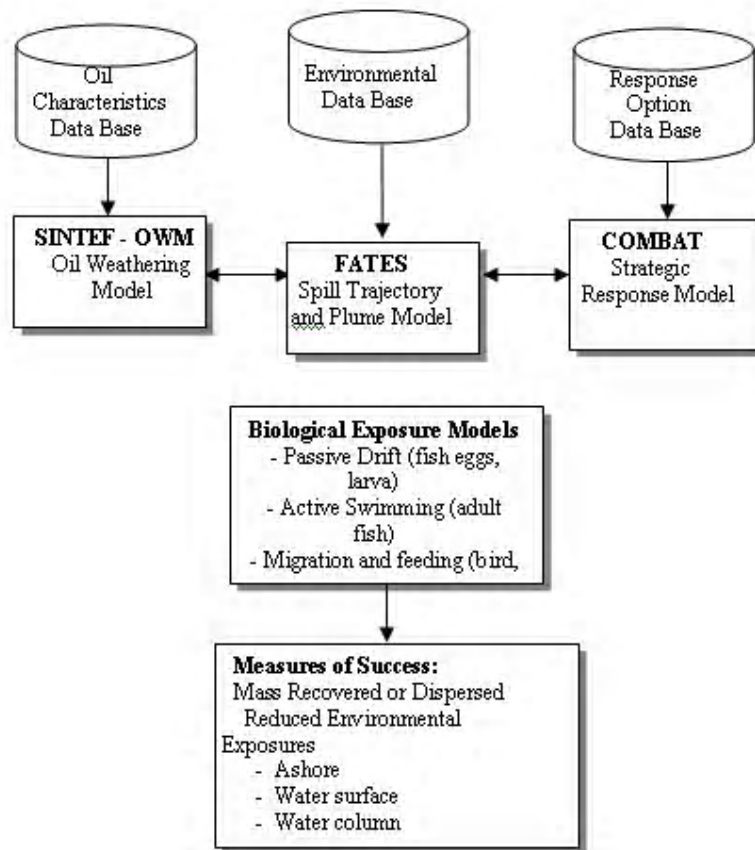 Oil
Characteristics
Data Base
Environmental
Data Base
Response
Option
Data Base
SINTEF - OWM
Oil Weathering
Model
FATES
Spill Trajectory
and Plume Model
COMBAT
Strategic
Response Model
Biological Exposure Models
- Passive Drift (fish eggs,
larva)
- Active Swimming (adult
fish)
- Migration and feeding (bird,
Measures of Success:
Mass Recovered or Dispersed
Reduced Environmental
Exposures
- Ashore
- Water surface
- Water column